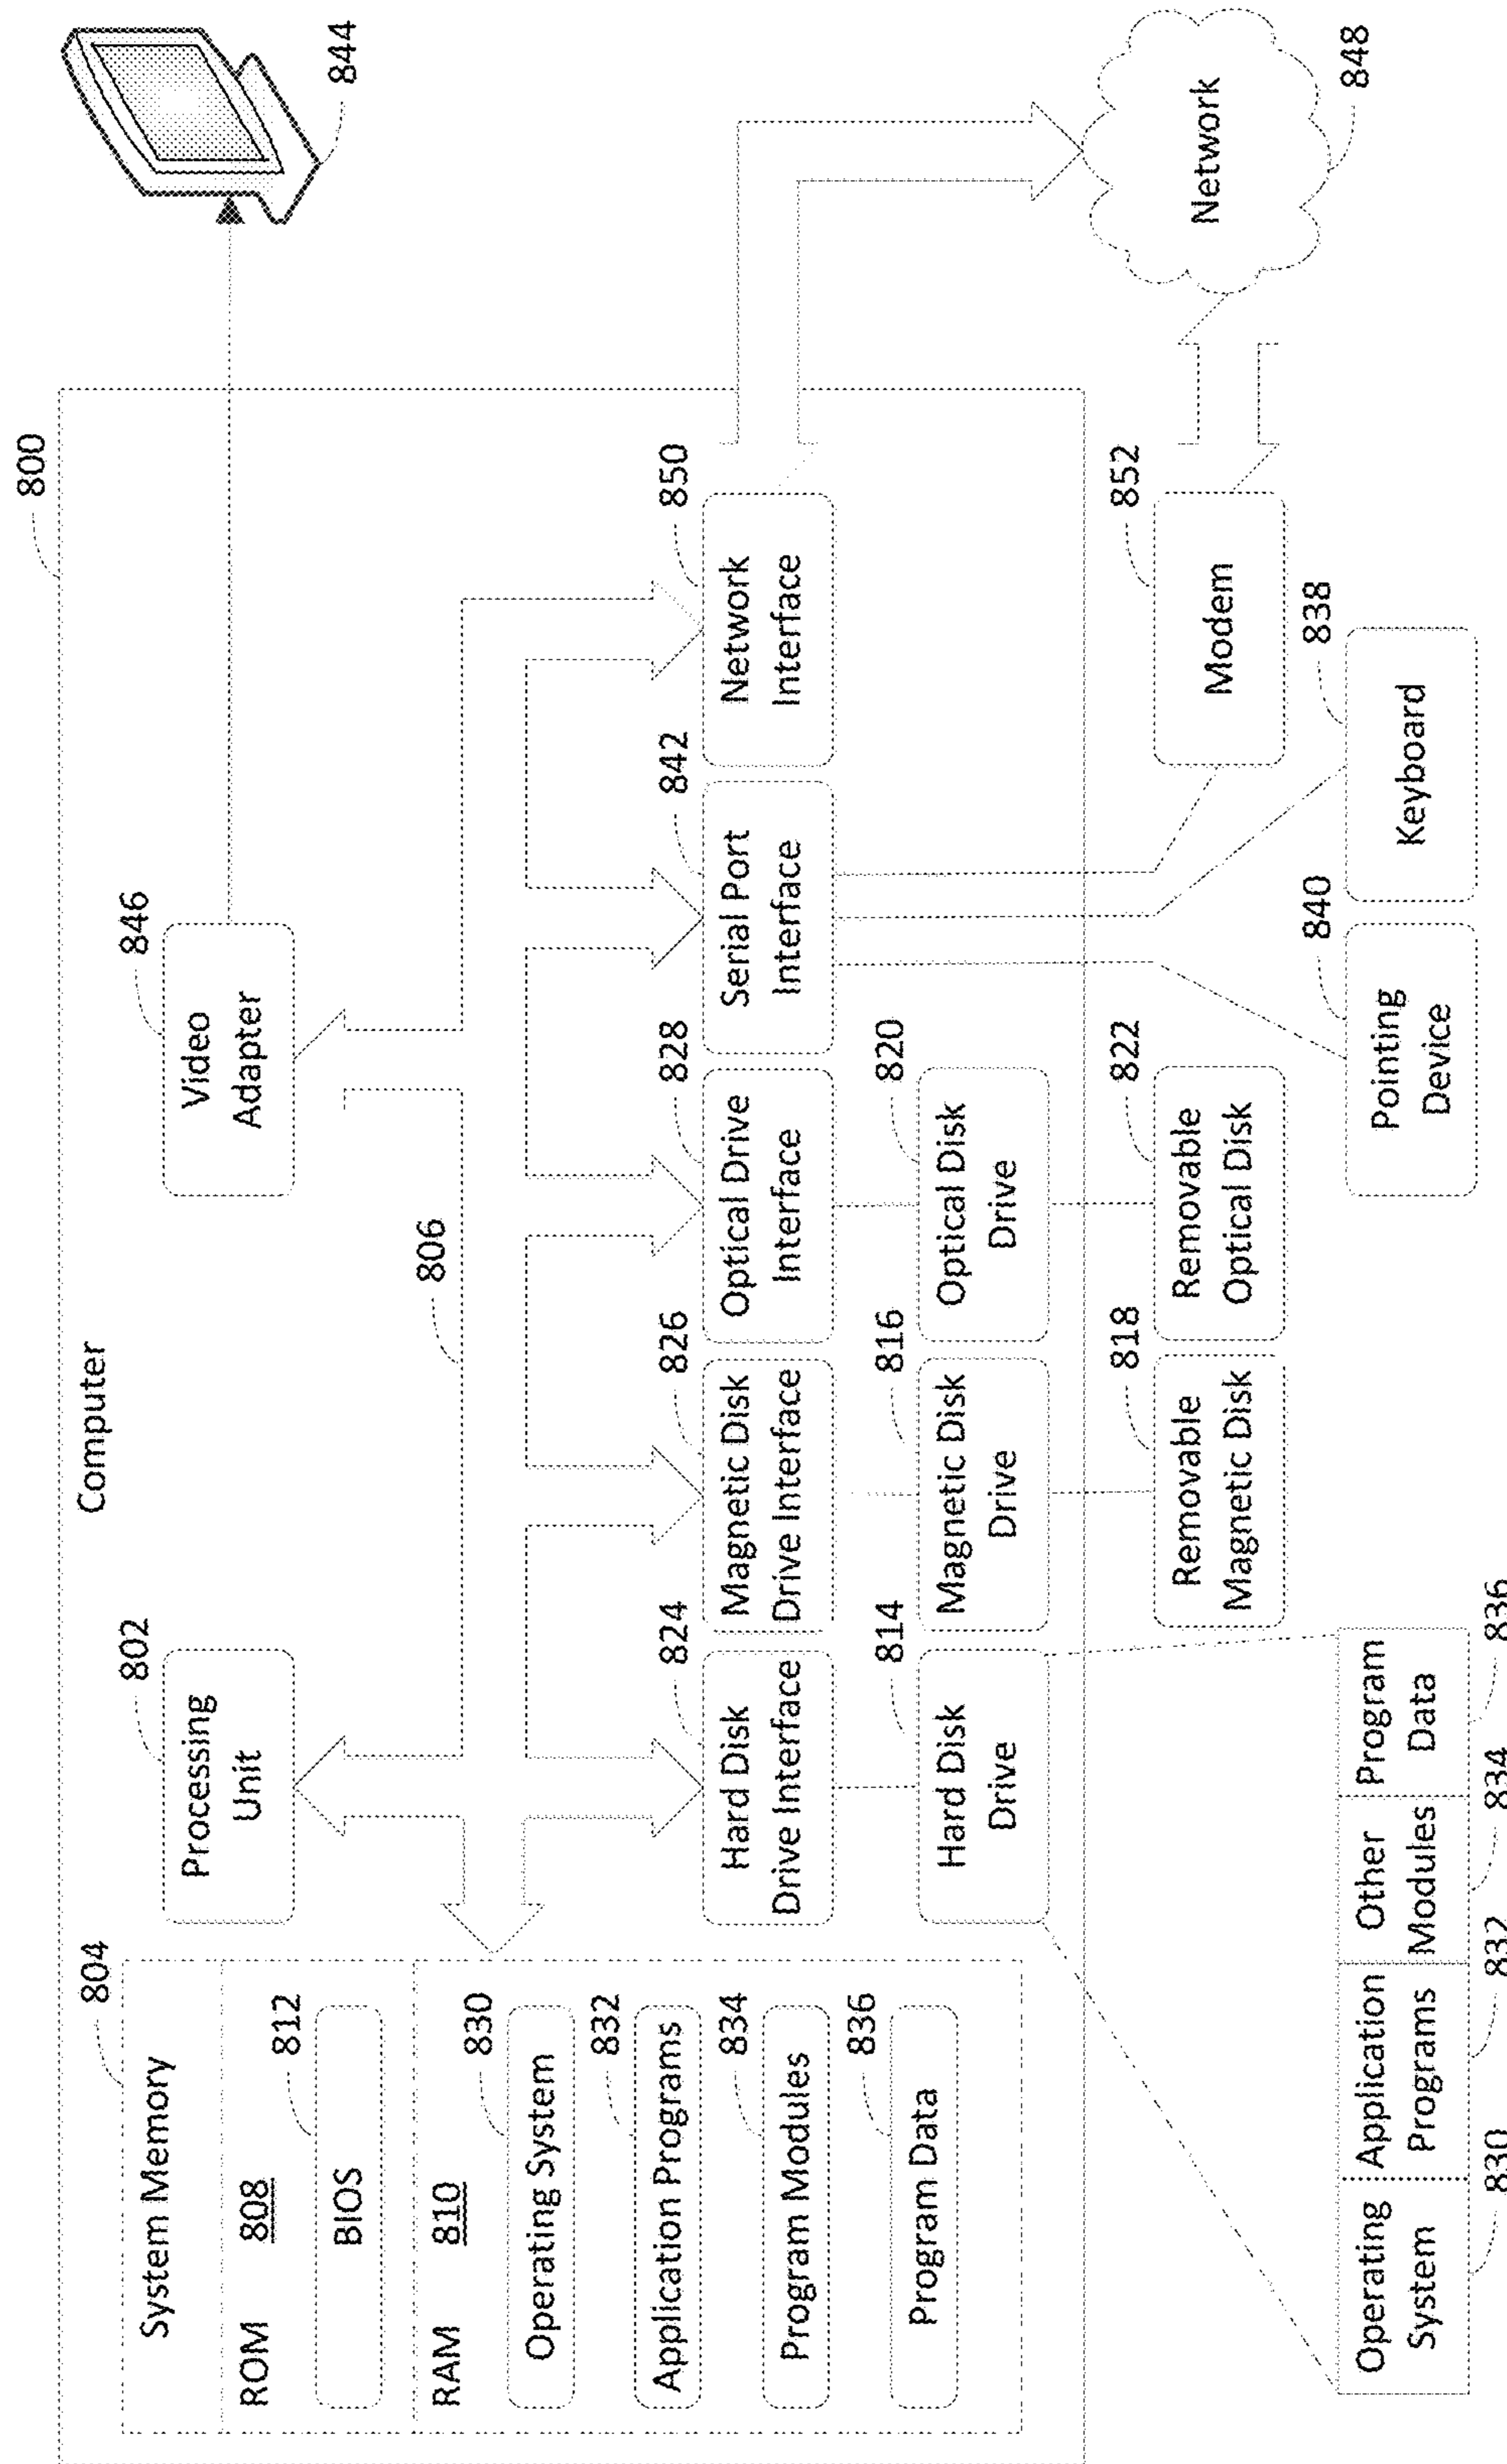 800
Computer
844
804
System Memory
ROM 808
812
BIOS
RAM 810
830
Operating System
832
Application Programs
834
Program Modules
836
Program Data
802
Processing
Unit
846
Video
Adapter
806
824
Hard Disk
Drive Interface
826
Magnetic Disk
Drive Interface
828
Optical Drive
Interface
842
Serial Port
Interface
850
Network
Interface
814
Hard Disk
Drive
816
Magnetic Disk
Drive
820
Optical Disk
Drive
818
Removable
Magnetic Disk
822
Removable
Optical Disk
852
Modem
Network
848
840
Pointing
Device
838
Keyboard
Operating
System
830
Application
Programs
832
Other
Modules
834
Program
Data
836